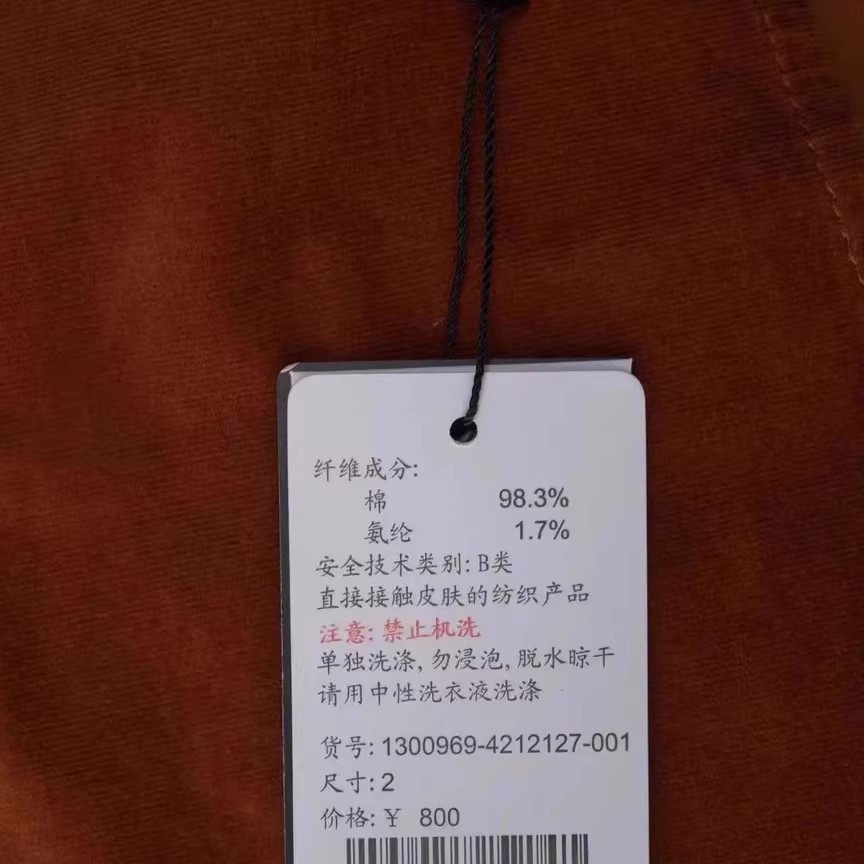 纤维成分:
棉 98.3%
氨纶 1.7%
安全技术类别: B类
直接接触皮肤的纺织产品
注意: 禁止机洗
单独洗涤, 勿浸泡, 脱水晾干
请用中性洗衣液洗涤
货号: 1300969-4212127-001
尺寸: 2
价格: ¥ 800